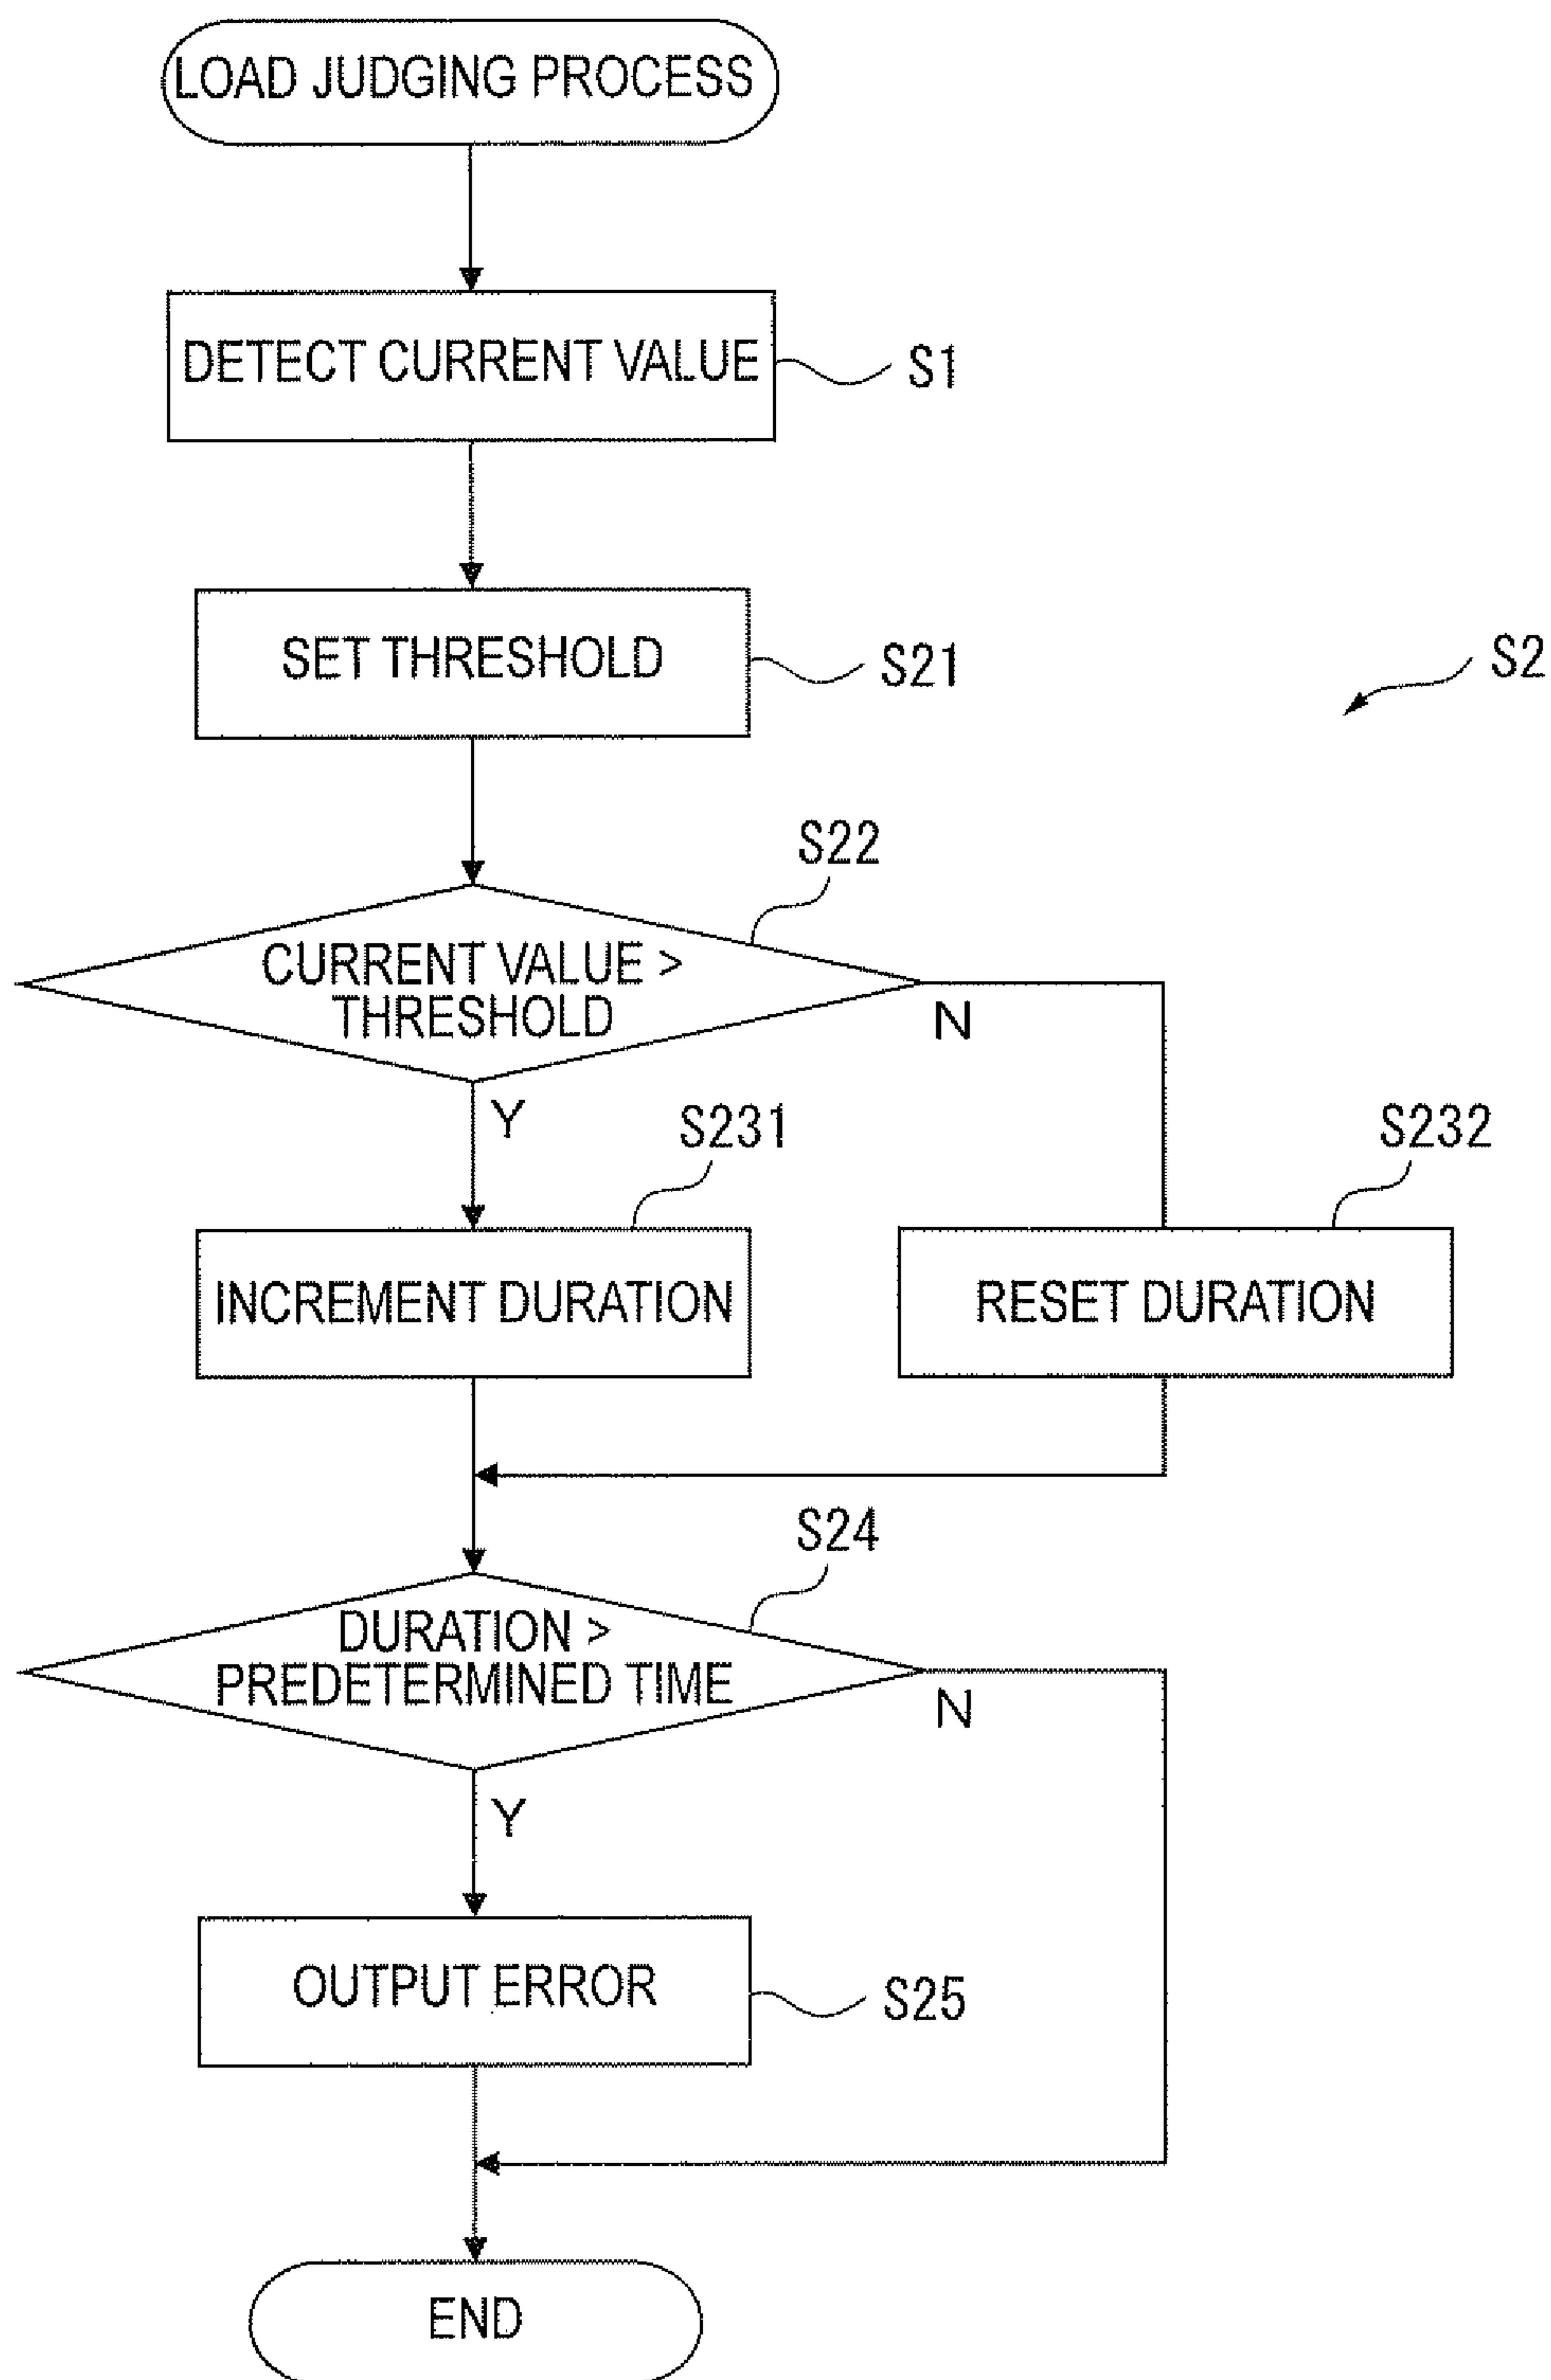 LOAD JUDGING PROCESS
DETECT CURRENT VALUE
S1
SET THRESHOLD
S21
S2
S22
CURRENT VALUE >
THRESHOLD
N
Y
S231
S232
INCREMENT DURATION
RESET DURATION
S24
DURATION >
PREDETERMINED TIME
N
Y
OUTPUT ERROR
S25
END